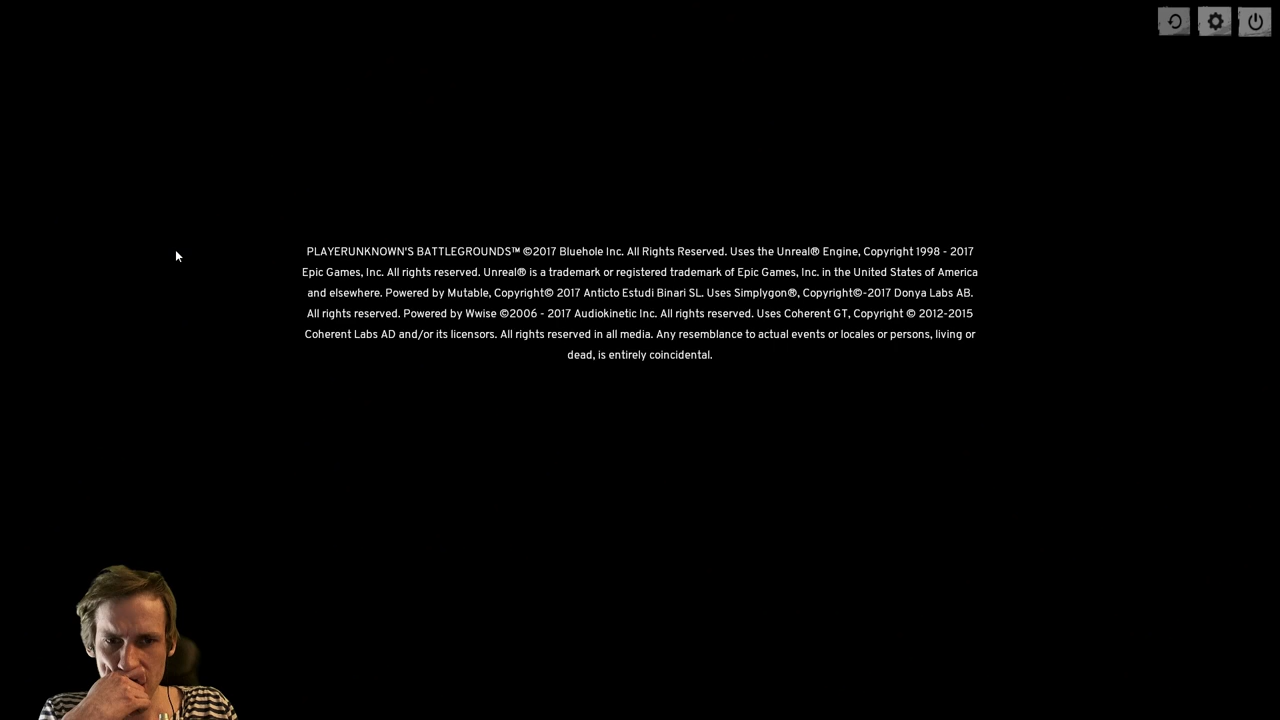 PLAYERUNKNOWN'S BATTLEGROUNDS™ ©2017 Bluehole Inc. All Rights Reserved. Uses the Unreal® Engine, Copyright 1998 - 2017
Epic Games, Inc. All rights reserved. Unreal® is a trademark or registered trademark of Epic Games, Inc. in the United States of America
and elsewhere. Powered by Mutable, Copyright© 2017 Anticto Estudi Binari SL. Uses Simplygon®, Copyright©-2017 Donya Labs AB.
All rights reserved. Powered by Wwise ©2006 - 2017 Audiokinetic Inc. All rights reserved. Uses Coherent GT, Copyright © 2012-2015
Coherent Labs AD and/or its licensors. All rights reserved in all media. Any resemblance to actual events or locales or persons, living or
dead, is entirely coincidental.